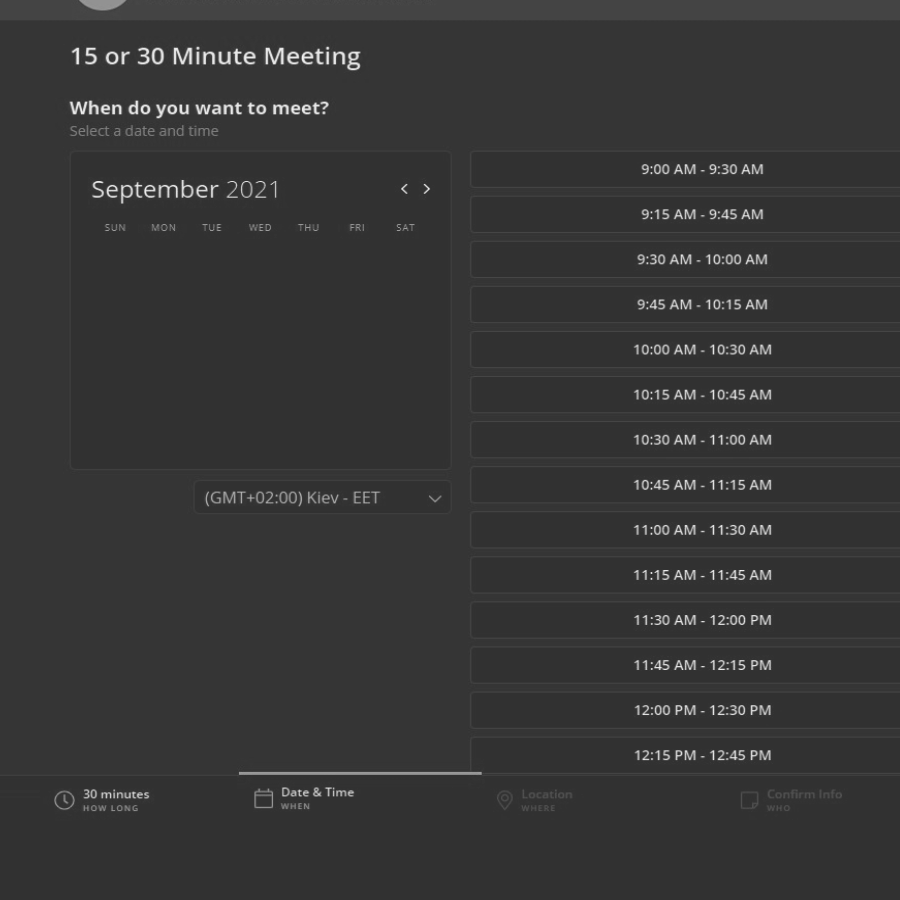 15 or 30 Minute Meeting
When do you want to meet?
Select a date and time
September 2021
SUN MON TUE WED THU FRI SAT
(GMT+02:00) Kiev - EET
9:00 AM - 9:30 AM
9:15 AM - 9:45 AM
9:30 AM - 10:00 AM
9:45 AM - 10:15 AM
10:00 AM - 10:30 AM
10:15 AM - 10:45 AM
10:30 AM - 11:00 AM
10:45 AM - 11:15 AM
11:00 AM - 11:30 AM
11:15 AM - 11:45 AM
11:30 AM - 12:00 PM
11:45 AM - 12:15 PM
12:00 PM - 12:30 PM
12:15 PM - 12:45 PM
30 minutes
HOW LONG
Date & Time
WHEN
Location
WHERE
Confirm Info
WHO